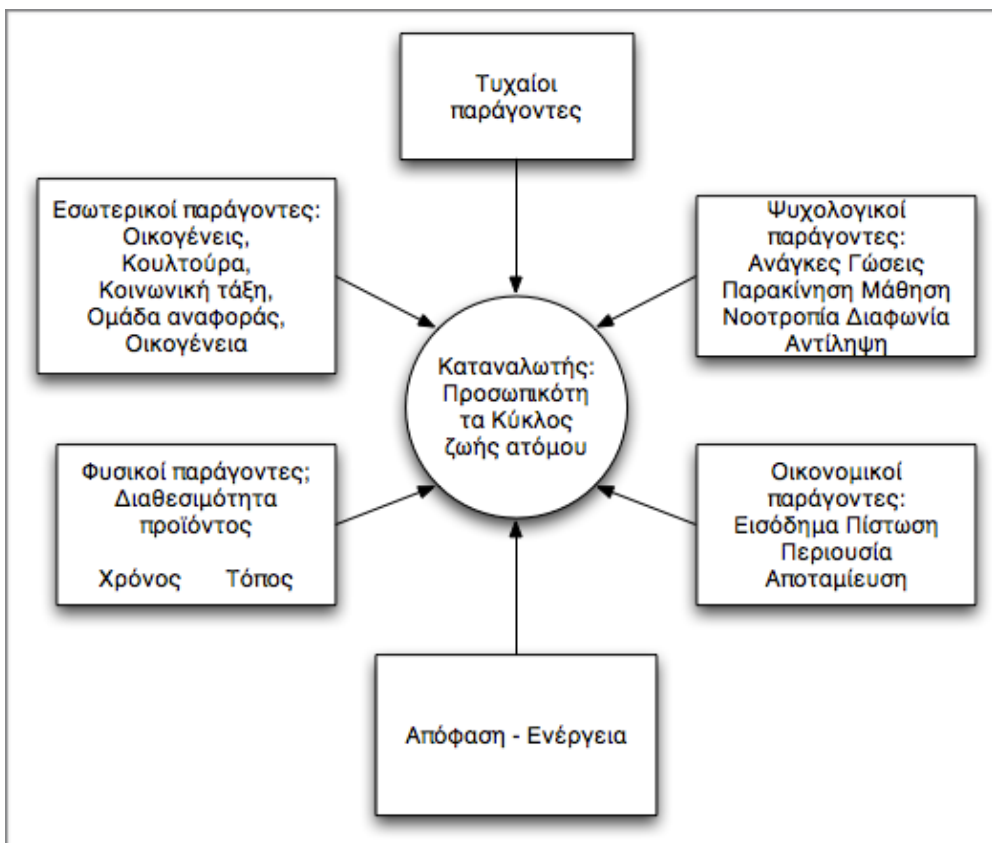 Τυχαίοι
παράγοντες
Εσωτερικοί παράγοντες:
Οικογένεις,
Κουλτούρα,
Κοινωνική τάξη,
Ομάδα αναφοράς,
Οικογένεια
Ψυχολογικοί
παράγοντες:
Ανάγκες Γώσεις
Παρακίνηση Μάθηση
Νοοτροπία Διαφωνία
Αντίληψη
Καταναλωτής:
Προσωπικότη
τα Κύκλος
ζωής ατόμου
Φυσικοί παράγοντες;
Διαθεσιμότητα
προϊόντος
Χρόνος Τόπος
Οικονομικοί
παράγοντες:
Εισόδημα Πίστωση
Περιουσία
Αποταμίευση
Απόφαση - Ενέργεια